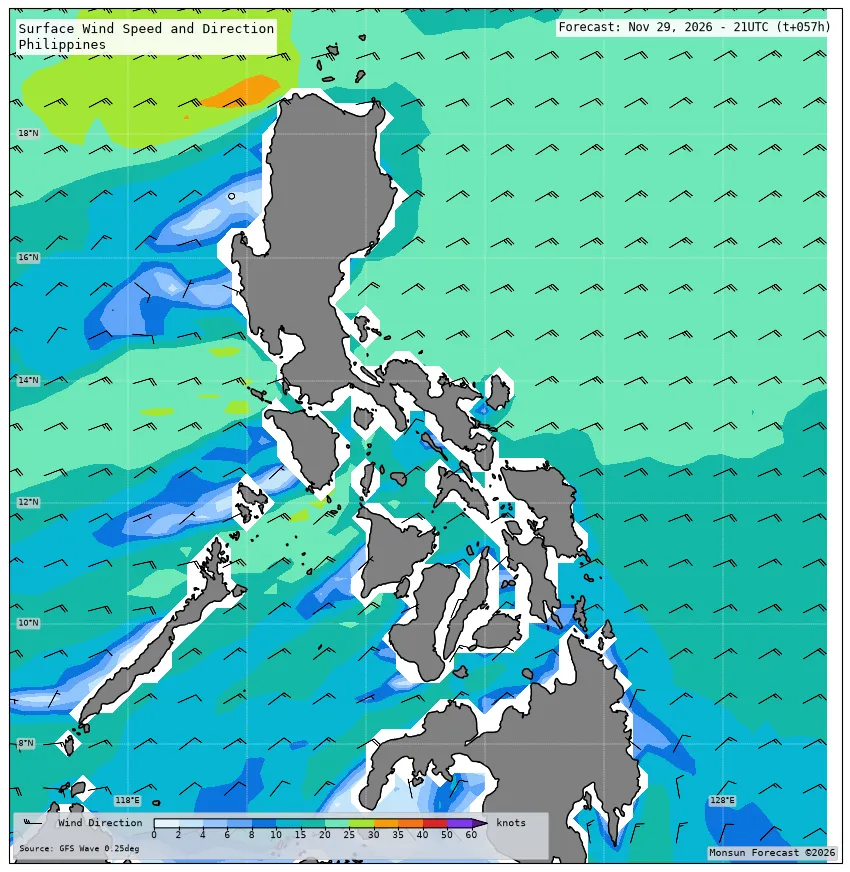 Surface Wind Speed and Direction
Philippines
Forecast: Nov 29, 2026 - 21UTC (t+057h)
18°N
16°N
14°N
12°N
10°N
8°N
118°E
128°E
Wind Direction
knots
0 2 4 6 8 10 15 20 25 30 35 40 50 60
Source: GFS Wave 0.25deg
Monsun Forecast ©2026